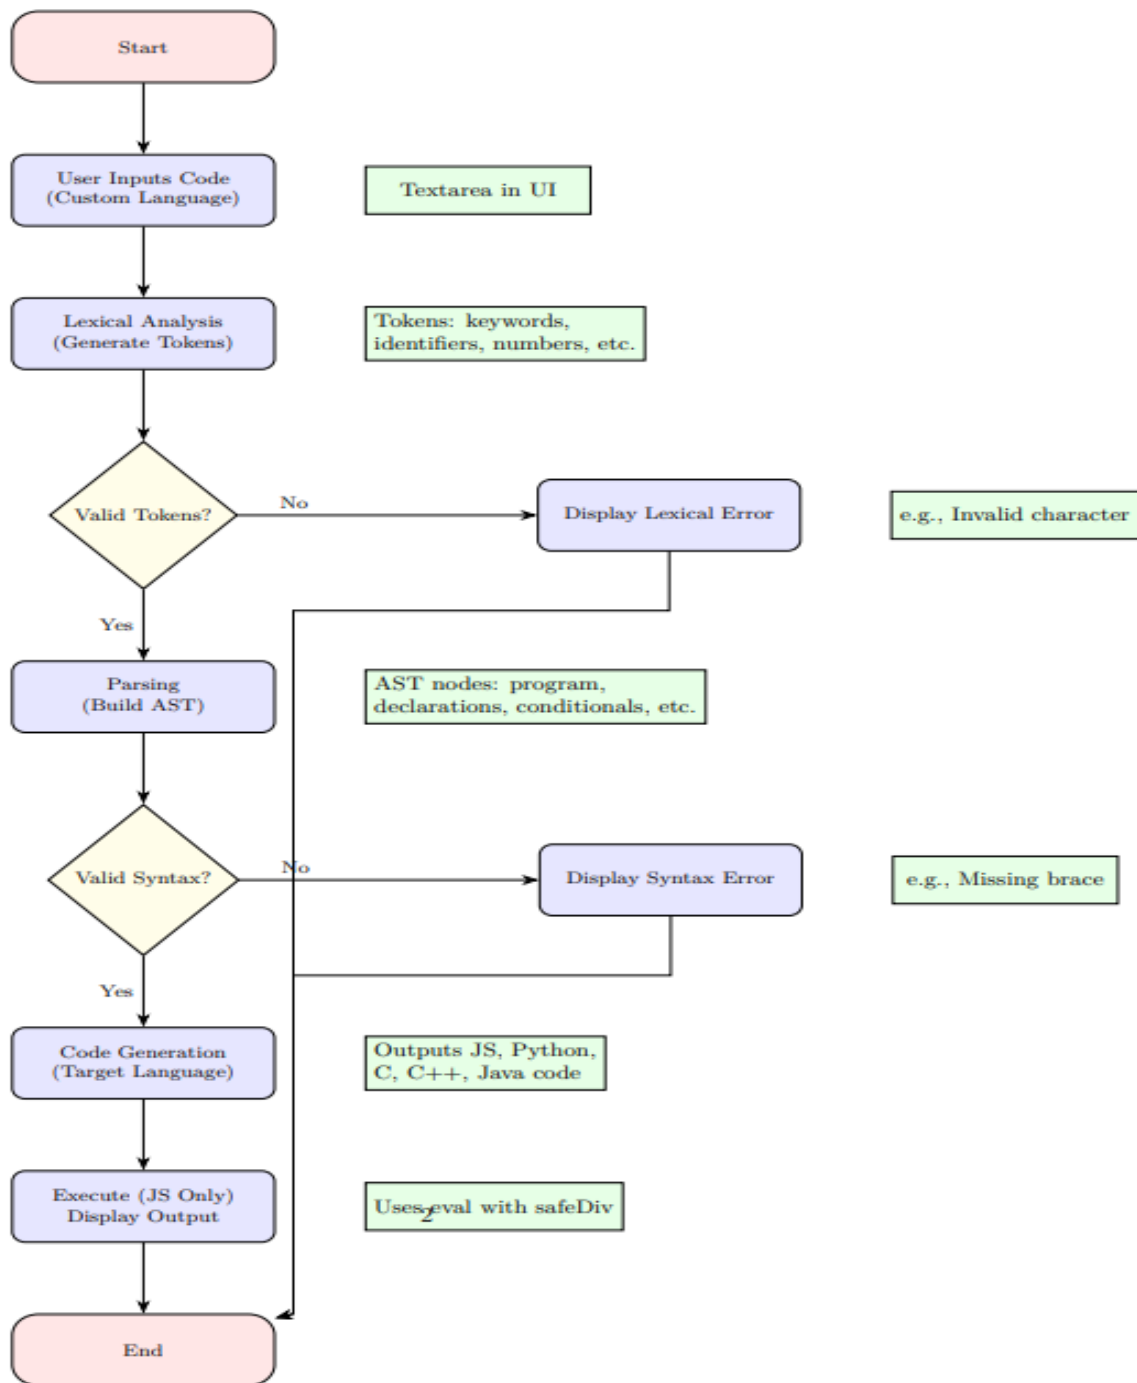 Start
User Inputs Code
(Custom Language)
Textarea in UI
Lexical Analysis
(Generate Tokens)
Tokens: keywords,
identifiers, numbers, etc.
Valid Tokens?
No
Display Lexical Error
e.g., Invalid character
Yes
Parsing
(Build AST)
AST nodes: program,
declarations, conditionals, etc.
Valid Syntax?
No
Display Syntax Error
e.g., Missing brace
Yes
Code Generation
(Target Language)
Outputs JS, Python,
C, C++, Java code
Execute (JS Only)
Display Output
Uses eval with safeDiv
2
End